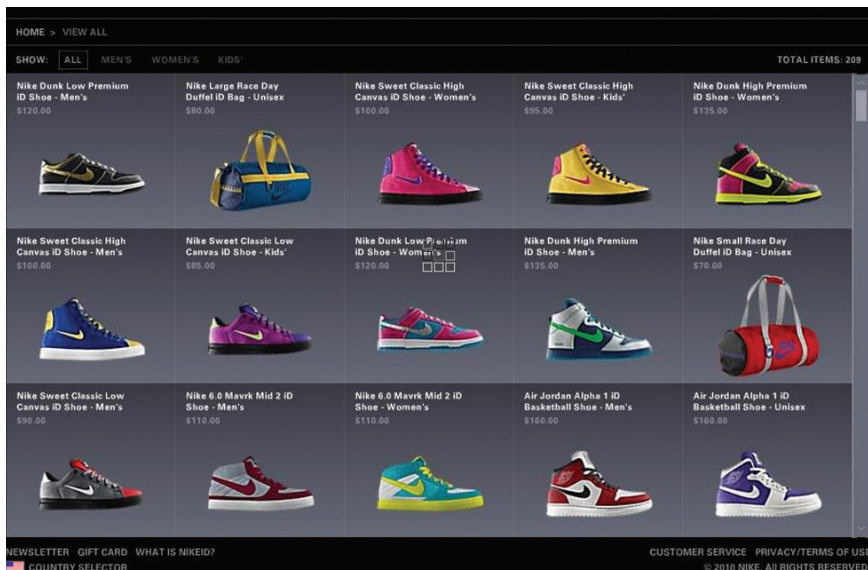 HOME > VIEW ALL
SHOW: ALL MEN'S WOMEN'S KIDS' TOTAL ITEMS: 209
Nike Dunk Low Premium
iD Shoe - Men's
$120.00
Nike Large Race Day
Duffel iD Bag - Unisex
$80.00
Nike Sweet Classic High
Canvas iD Shoe - Women's
$100.00
Nike Sweet Classic High
Canvas iD Shoe - Kids'
$95.00
Nike Dunk High Premium
iD Shoe - Women's
$135.00
Nike Sweet Classic High
Canvas iD Shoe - Men's
$100.00
Nike Sweet Classic Low
Canvas iD Shoe - Kids'
$85.00
Nike Dunk Low Premium
iD Shoe - Women's
$120.00
Nike Dunk High Premium
iD Shoe - Men's
$135.00
Nike Small Race Day
Duffel iD Bag - Unisex
$70.00
Nike Sweet Classic Low
Canvas iD Shoe - Men's
$90.00
Nike 6.0 Mavrk Mid 2 iD
Shoe - Men's
$110.00
Nike 6.0 Mavrk Mid 2 iD
Shoe - Women's
$110.00
Air Jordan Alpha 1 iD
Basketball Shoe - Men's
$160.00
Air Jordan Alpha 1 iD
Basketball Shoe - Unisex
$160.00
NEWSLETTER GIFT CARD WHAT IS NIKEID? CUSTOMER SERVICE PRIVACY/TERMS OF USE
COUNTRY SELECTOR © 2010 NIKE. All RIGHTS RESERVED